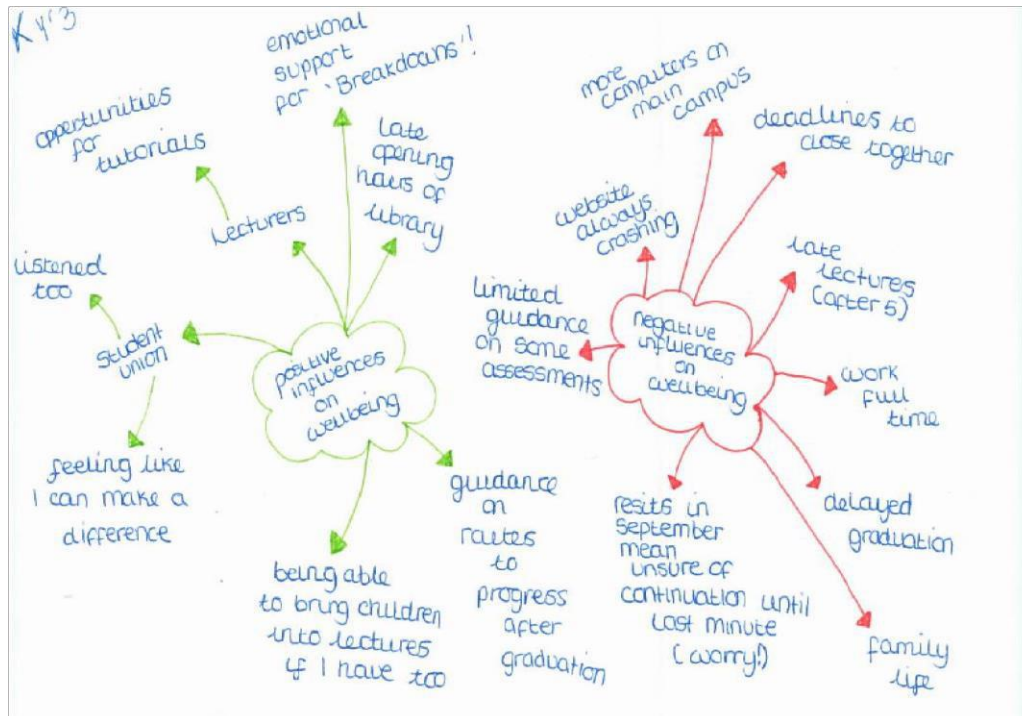 K yr3
emotional
support
for 'Breakdowns'!
opportunities
for
tutorials
Lecturers
late
opening
hours of
library
listened
too
student
union
feeling like
I can make a
difference
positive
influences
on
wellbeing
being able
to bring children
into lectures
if I have too
guidance
on
routes
to
progress
after
graduation
more
computers on
main
campus
deadlines to
close together
website
always
crashing
late
lectures
(after 5)
limited
guidance
on some
assessments
negative
influences
on
wellbeing
work
full
time
resits in
September
mean
unsure of
continuation until
last minute
(worry!)
delayed
graduation
family
life